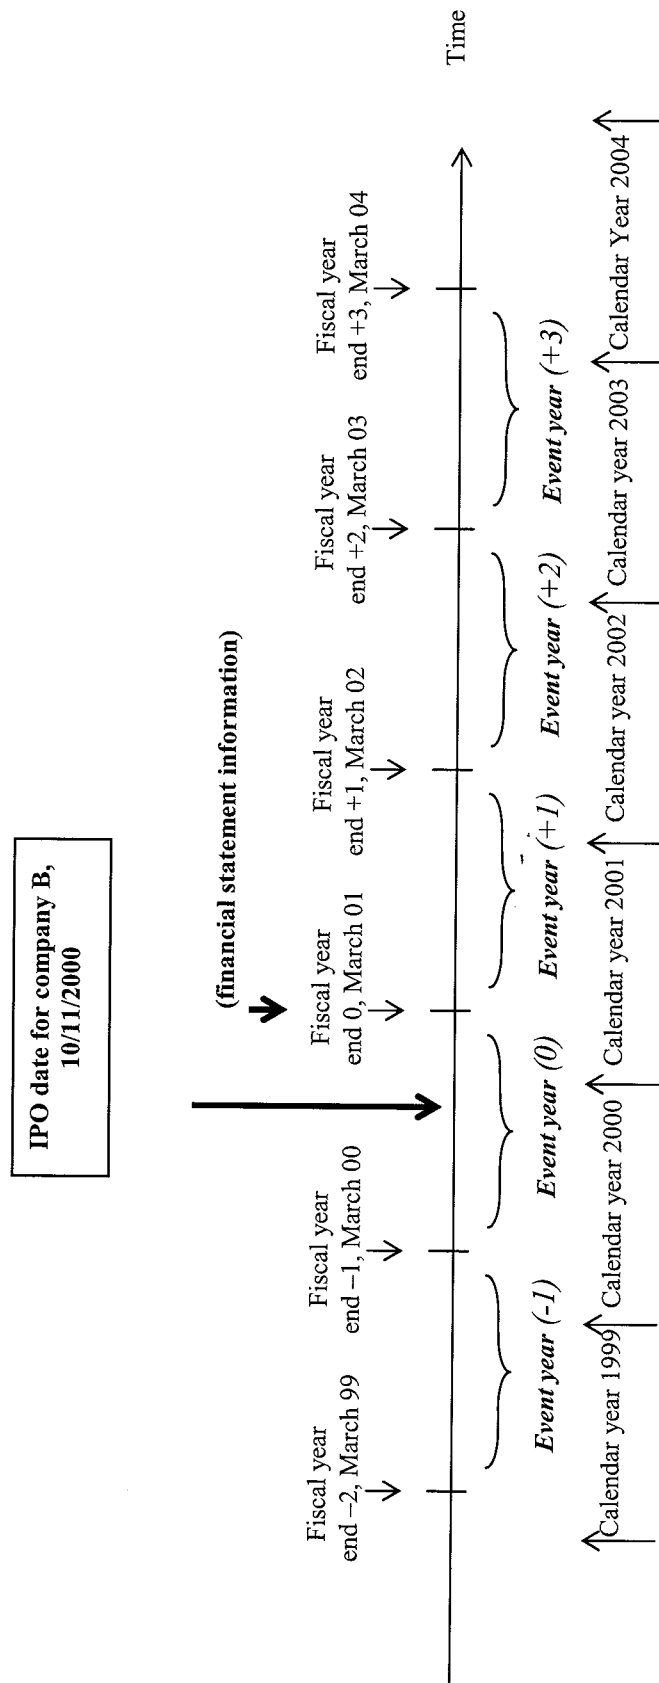 IPO date for company B,
10/11/2000
(financial statement information)
Fiscal year
end –2, March 99
Fiscal year
end –1, March 00
Fiscal year
end 0, March 01
Fiscal year
end +1, March 02
Fiscal year
end +2, March 03
Fiscal year
end +3, March 04
Time
Event year (-1)
Event year (0)
Event year (+1)
Event year (+2)
Event year (+3)
Calendar year 1999
Calendar year 2000
Calendar year 2001
Calendar year 2002
Calendar year 2003
Calendar Year 2004